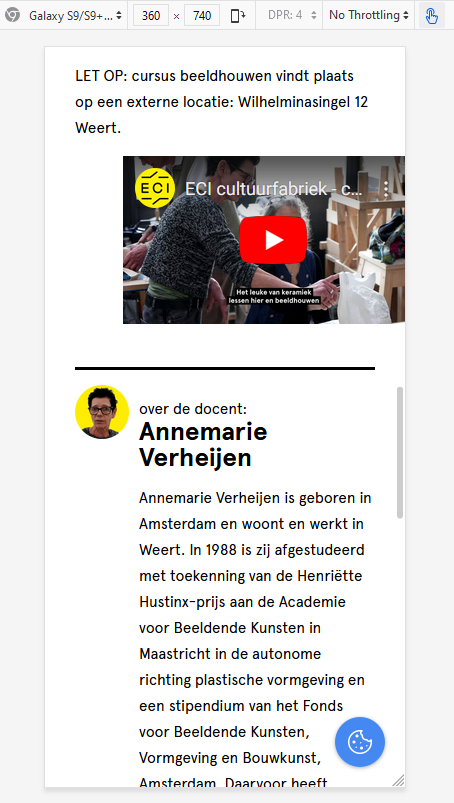 Galaxy S9/S9+...
360
×
740
DPR: 4
No Throttling
LET OP: cursus beeldhouwen vindt plaats
op een externe locatie: Wilhelminasingel 12
Weert.
ECI
ECI cultuurfabriek - c...
Het leuke van keramiek
lessen hier en beeldhouwen
over de docent:
Annemarie
Verheijen
Annemarie Verheijen is geboren in
Amsterdam en woont en werkt in
Weert. In 1988 is zij afgestudeerd
met toekenning van de Henriëtte
Hustinx-prijs aan de Academie
voor Beeldende Kunsten in
Maastricht in de autonome
richting plastische vormgeving en
een stipendium van het Fonds
voor Beeldende Kunsten,
Vormgeving en Bouwkunst,
Amsterdam. Daarvoor heeft